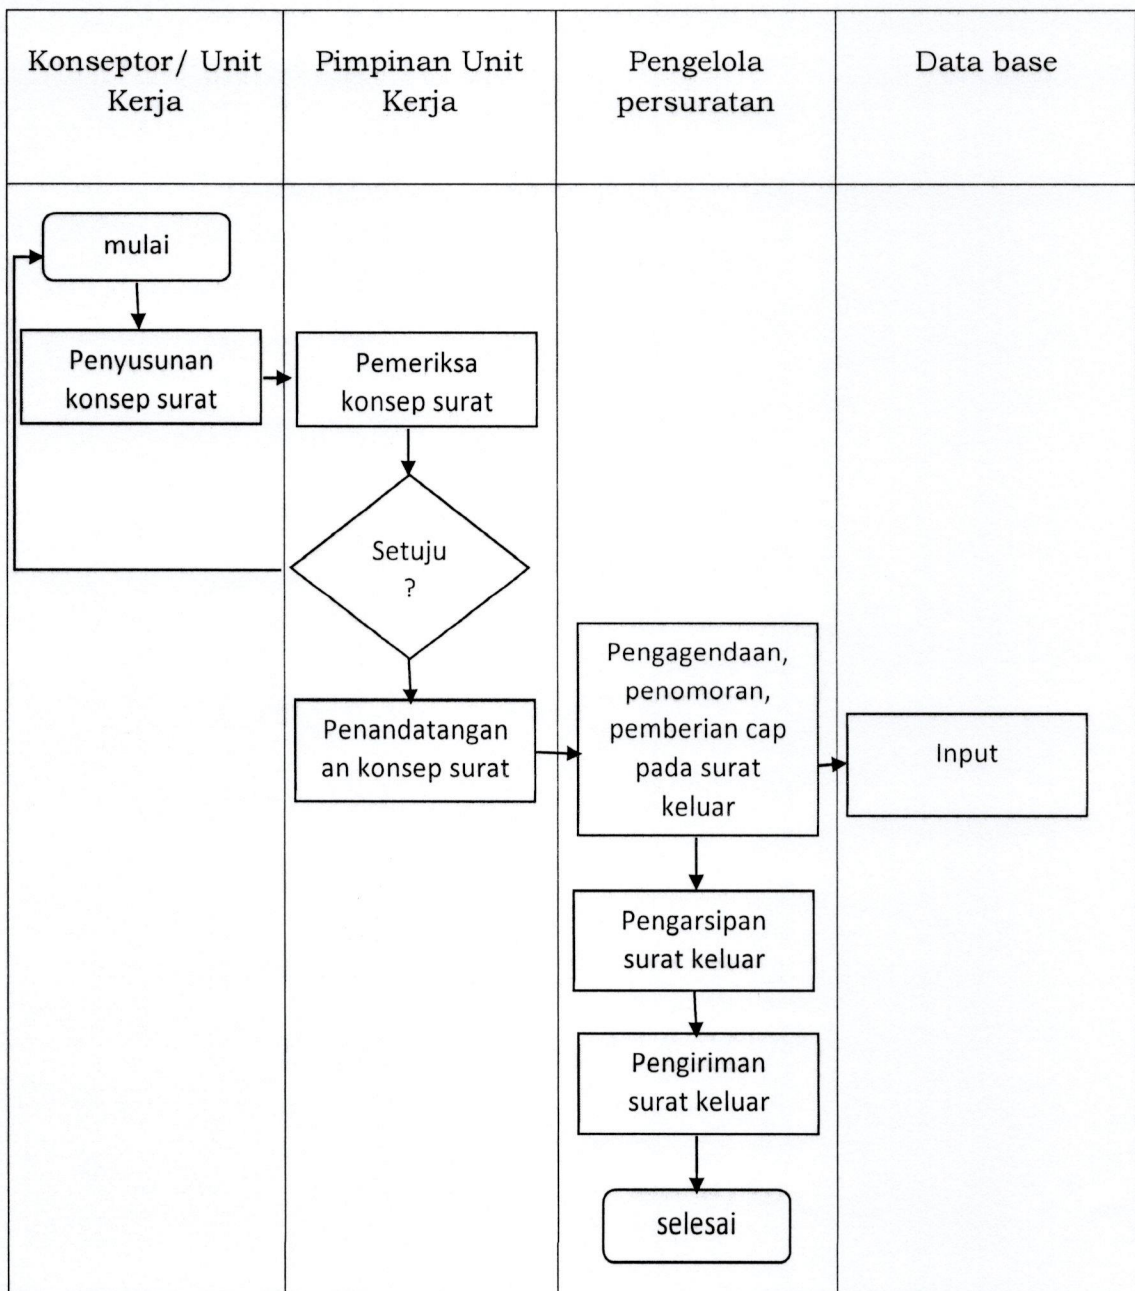 Konseptor/ Unit
Kerja
Pimpinan Unit
Kerja
Pengelola
persuratan
Data base
mulai
Penyusunan
konsep surat
Pemeriksa
konsep surat
Setuju
?
Penandatangan
an konsep surat
Pengagendaan,
penomoran,
pemberian cap
pada surat
keluar
Input
Pengarsipan
surat keluar
Pengiriman
surat keluar
selesai